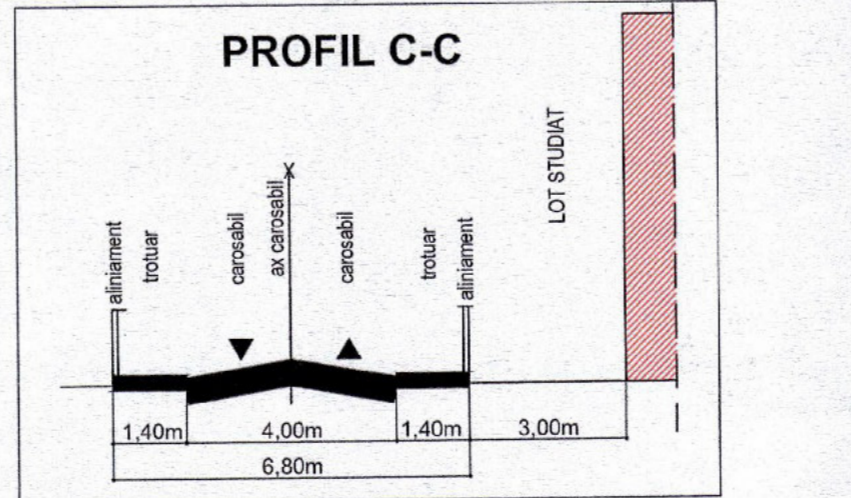 PROFIL C-C
LOT STUDIAT
aliniament
trotuar
carosabil
ax carosabil
X
carosabil
trotuar
aliniament
1,40m
4,00m
1,40m
3,00m
6,80m